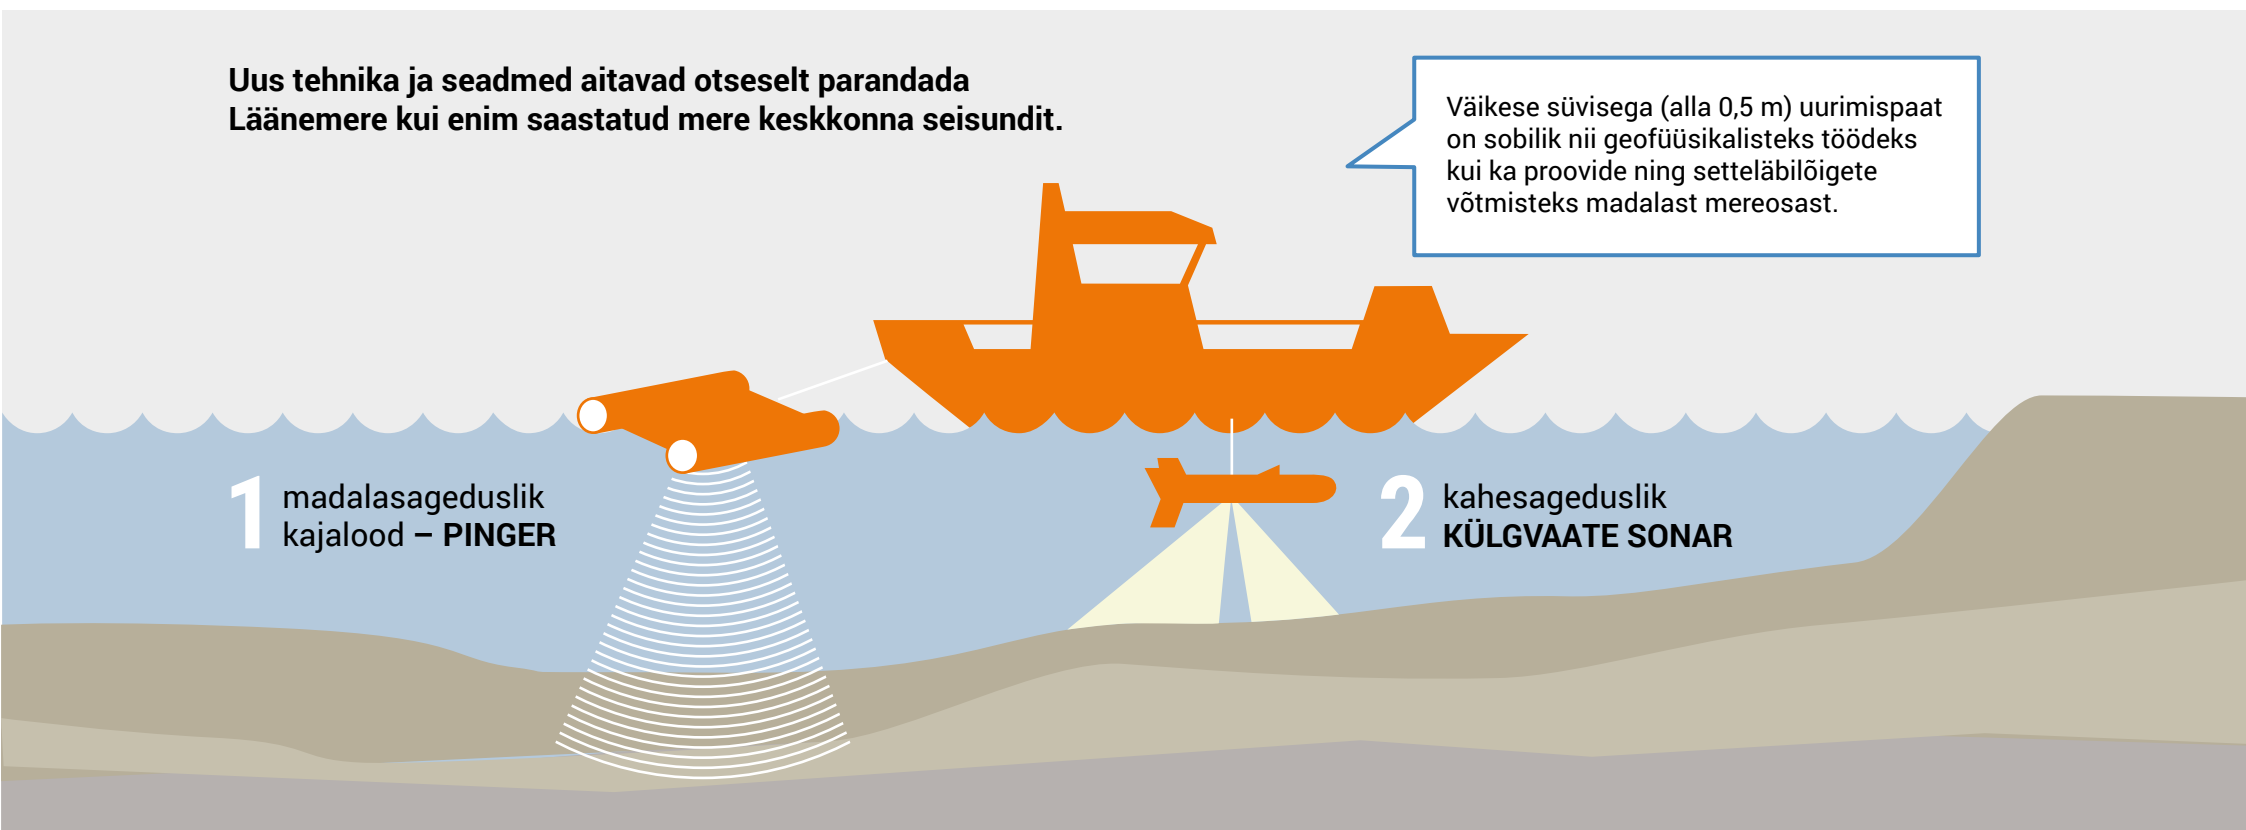 Uus tehnika ja seadmed aitavad otseselt parandada
Läänemere kui enim saastatud mere keskkonna seisundit.
Väikese süvisega (alla 0,5 m) uurimispaat
on sobilik nii geofüüsikalisteks töödeks
kui ka proovide ning setteläbilõigete
võtmisteks madalast mereosast.
1 madalasageduslik
kajalood – PINGER
2 kahesageduslik
KÜLGVAATE SONAR